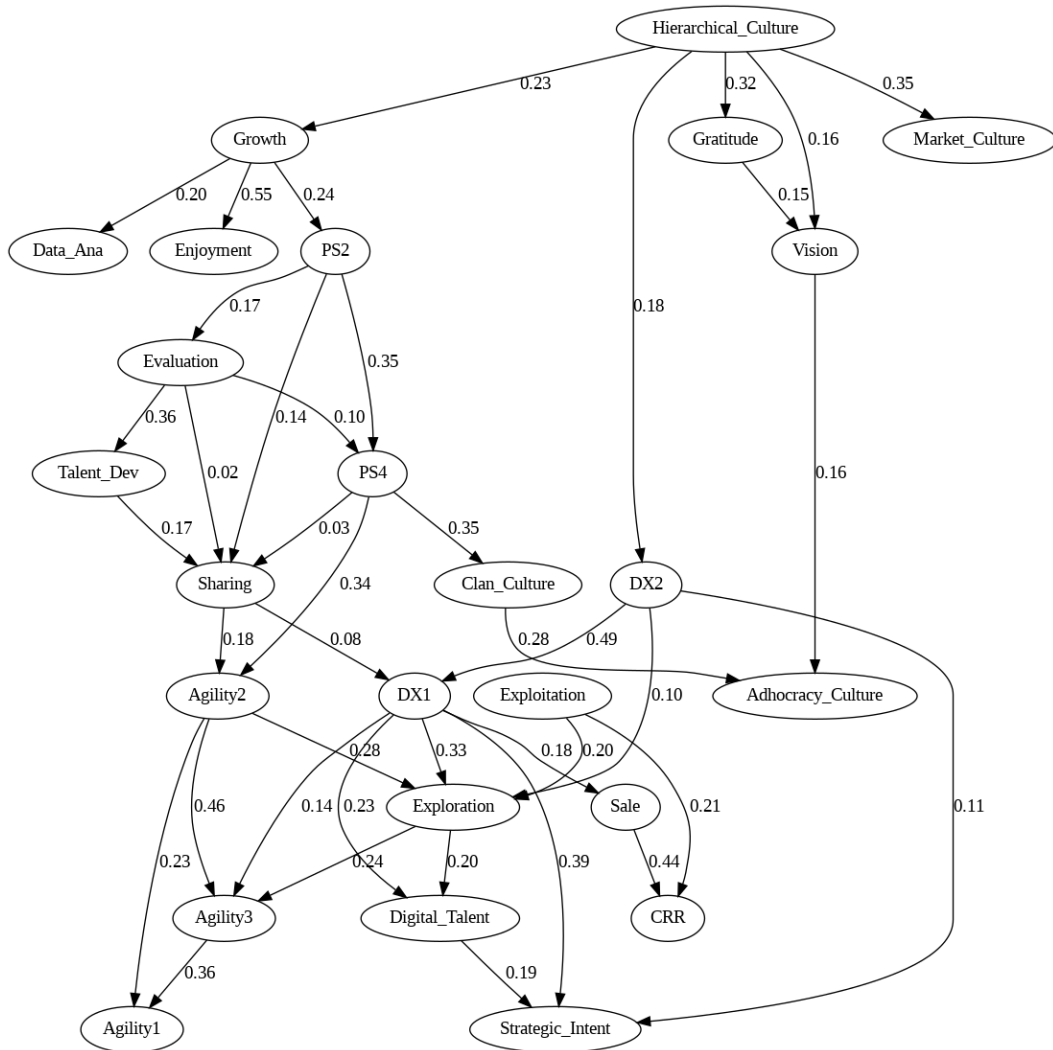 Hierarchical_Culture
0.23
0.32
0.35
Growth
Gratitude
0.16
Market_Culture
0.20
0.55
0.24
0.15
Data_Ana
Enjoyment
PS2
Vision
0.17
0.18
Evaluation
0.35
0.36
0.14
0.10
Talent_Dev
0.02
PS4
0.16
0.17
0.03
0.35
Sharing
0.34
Clan_Culture
DX2
0.18
0.08
0.28
0.49
Agility2
DX1
Exploitation
0.10
Adhocracy_Culture
0.28
0.33
0.18
0.20
0.46
0.14
0.23
Exploration
Sale
0.21
0.11
0.23
0.24
0.20
0.39
0.44
Agility3
Digital_Talent
CRR
0.36
0.19
Agility1
Strategic_Intent